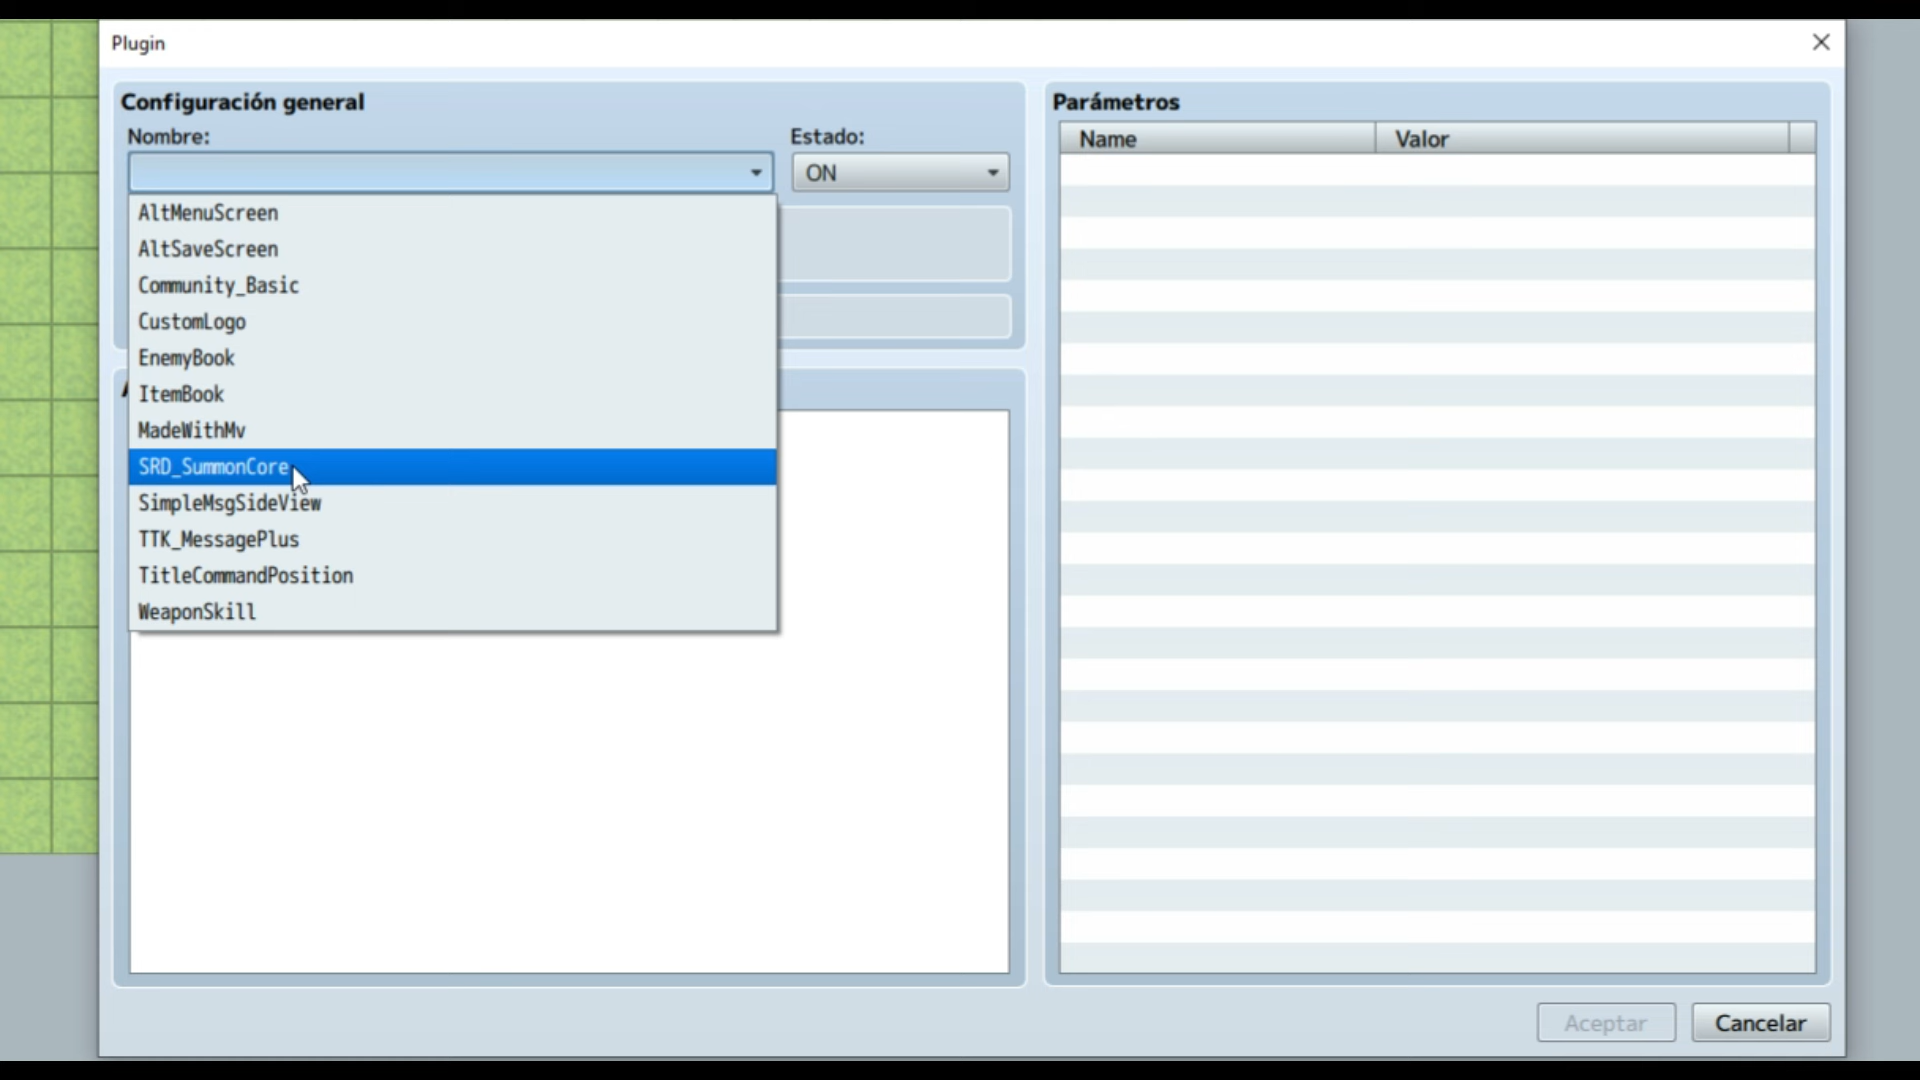 Plugin
Configuración general
Nombre:
Estado:
ON
AltMenuScreen
AltSaveScreen
Community_Basic
CustomLogo
EnemyBook
ItemBook
MadeWithMv
SRD_SummonCore
SimpleMsgSideView
TTK_MessagePlus
TitleCommandPosition
WeaponSkill
Parámetros
Name
Valor
Aceptar
Cancelar